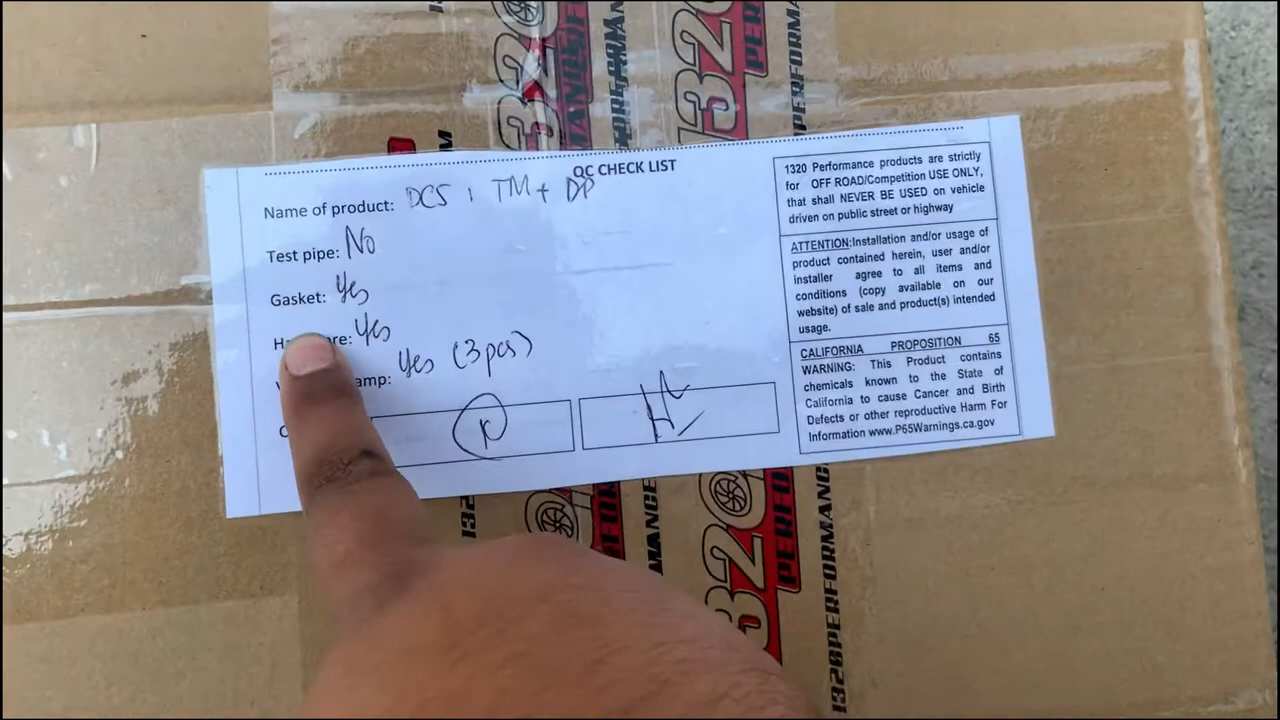 QC CHECK LIST
Name of product: DCS, TM + DP
Test pipe: No
Gasket: Yes
Yes
Yes (3 pcs)
1320 Performance products are strictly
for OFF ROAD/Competition USE ONLY,
that shall NEVER BE USED on vehicle
driven on public street or highway
ATTENTION:Installation and/or usage of
product contained herein, user and/or
installer agree to all items and
conditions (copy available on our
website) of sale and product(s) intended
usage.
CALIFORNIA PROPOSITION 65
WARNING: This Product contains
chemicals known to the State of
California to cause Cancer and Birth
Defects or other reproductive Harm For
Information www.P65Warnings.ca.gov
1320PERFORMANCE